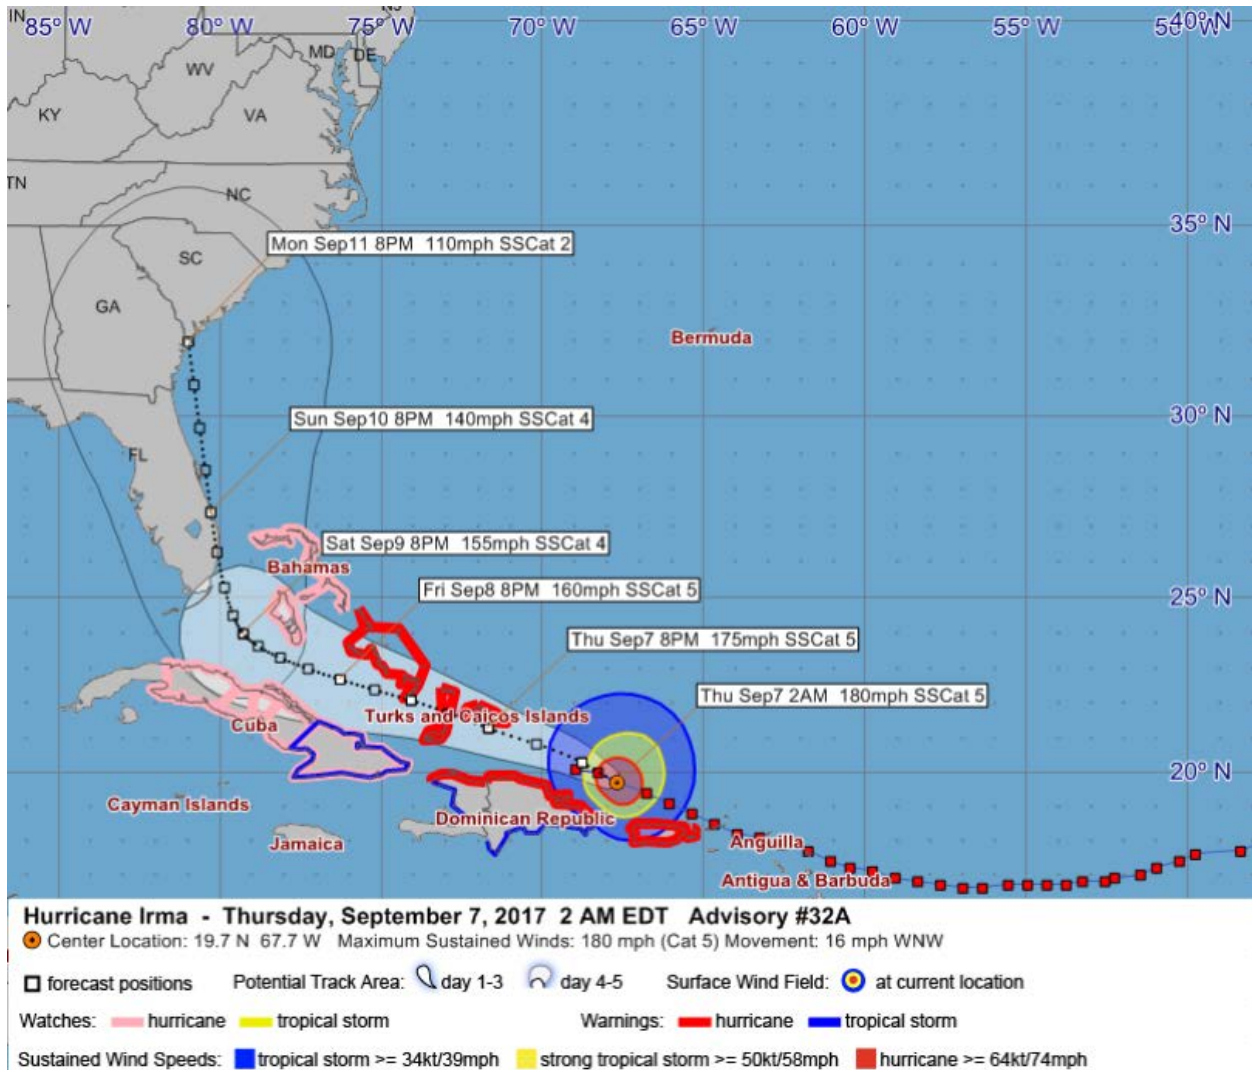 IN
NJ
85° W 80° W 75° W 70° W 65° W 60° W 55° W 50° W 40° N
MD DE
WV
KY VA
TN
NC
35° N
Mon Sep11 8PM 110mph SSCat 2
SC
GA
Bermuda
Sun Sep10 8PM 140mph SSCat 4
30° N
FL
Sat Sep9 8PM 155mph SSCat 4
Bahamas
Fri Sep8 8PM 160mph SSCat 5
25° N
Thu Sep7 8PM 175mph SSCat 5
Thu Sep7 2AM 180mph SSCat 5
Turks and Caicos Islands
Cuba
20° N
Cayman Islands
Dominican Republic
Jamaica
Anguilla
Antigua & Barbuda
Hurricane Irma - Thursday, September 7, 2017 2 AM EDT Advisory #32A
Center Location: 19.7 N 67.7 W Maximum Sustained Winds: 180 mph (Cat 5) Movement: 16 mph WNW
forecast positions Potential Track Area: day 1-3 day 4-5 Surface Wind Field: at current location
Watches: hurricane tropical storm Warnings: hurricane tropical storm
Sustained Wind Speeds: tropical storm >= 34kt/39mph strong tropical storm >= 50kt/58mph hurricane >= 64kt/74mph